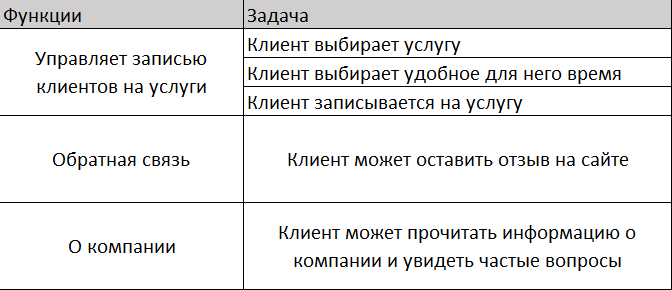 Функции Задача
Управляет записью
клиентов на услуги
Клиент выбирает услугу
Клиент выбирает удобное для него время
Клиент записывается на услугу
Обратная связь
Клиент может оставить отзыв на сайте
О компании
Клиент может прочитать информацию о
компании и увидеть частые вопросы